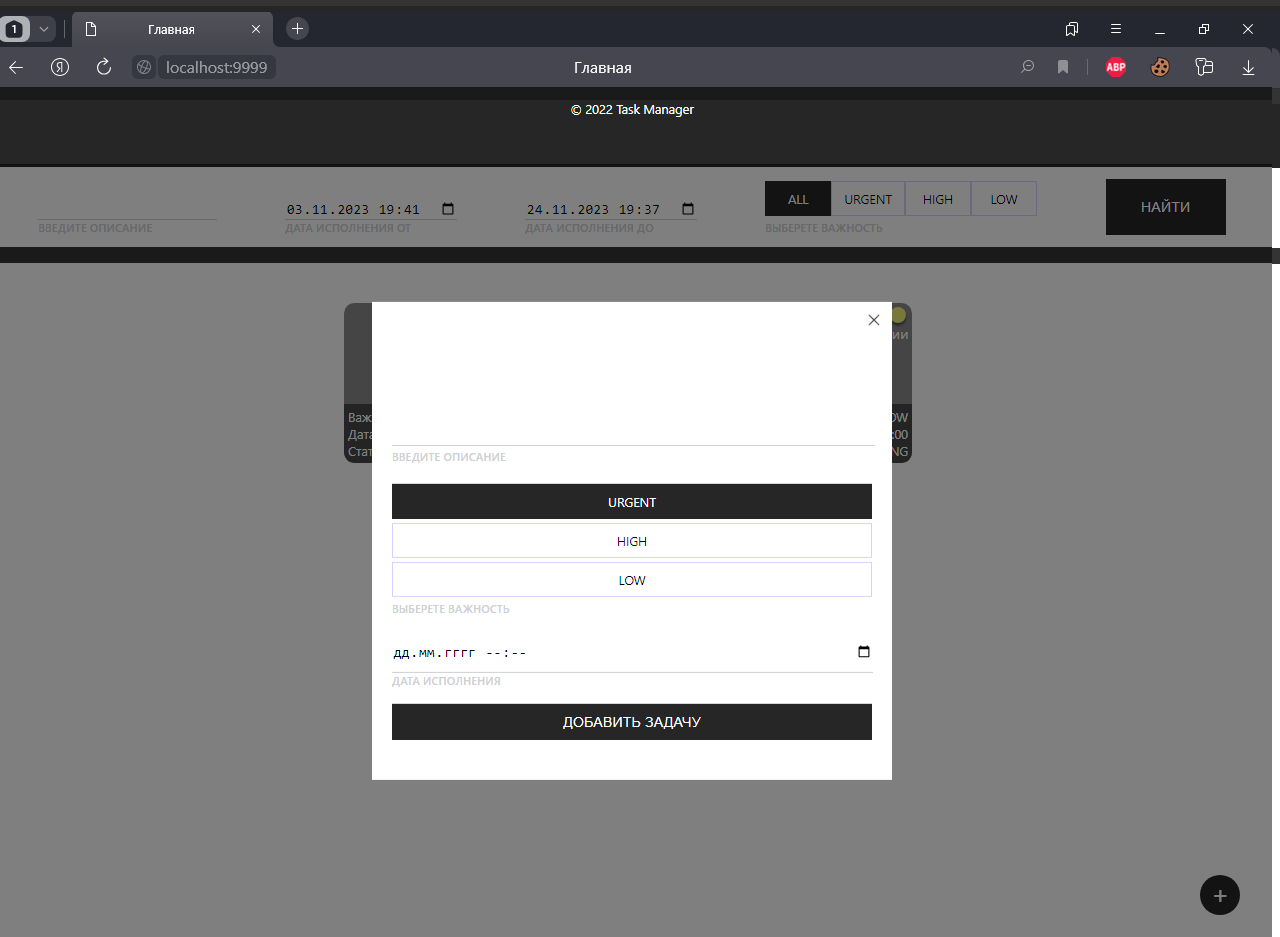 1
Главная
localhost:9999
Главная
ABP
© 2022 Task Manager
03.11.2023 19:41
24.11.2023 19:37
ALL
URGENT
HIGH
LOW
НАЙТИ
ВВЕДИТЕ ОПИСАНИЕ
ДАТА ИСПОЛНЕНИЯ ОТ
ДАТА ИСПОЛНЕНИЯ ДО
ВЫБЕРЕТЕ ВАЖНОСТЬ
ии
Важ
OW
Дата
:00
Стат
NG
ВВЕДИТЕ ОПИСАНИЕ
URGENT
HIGH
LOW
ВЫБЕРЕТЕ ВАЖНОСТЬ
дд.мм.гггг --:--
ДАТА ИСПОЛНЕНИЯ
ДОБАВИТЬ ЗАДАЧУ
+